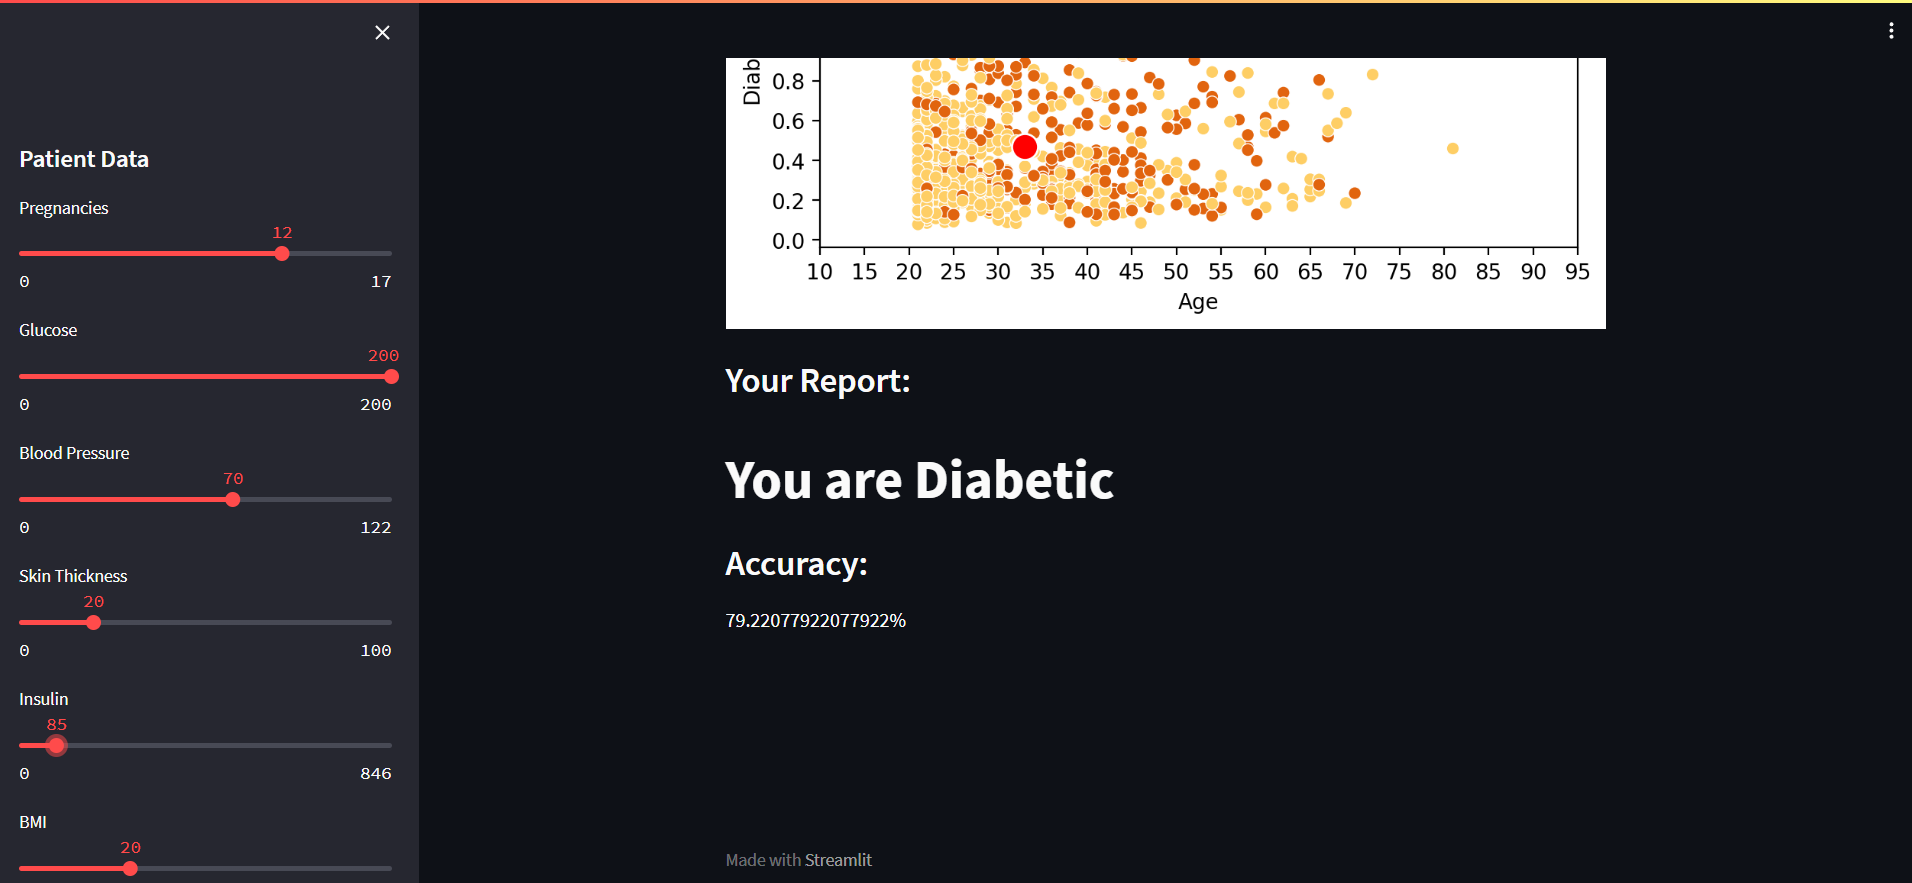 Patient Data
Pregnancies
12
0 17
Glucose
200
0 200
Blood Pressure
70
0 122
Skin Thickness
20
0 100
Insulin
85
0 846
BMI
20
Diab
0.8
0.6
0.4
0.2
0.0
10 15 20 25 30 35 40 45 50 55 60 65 70 75 80 85 90 95
Age
Your Report:
You are Diabetic
Accuracy:
79.22077922077922%
Made with Streamlit